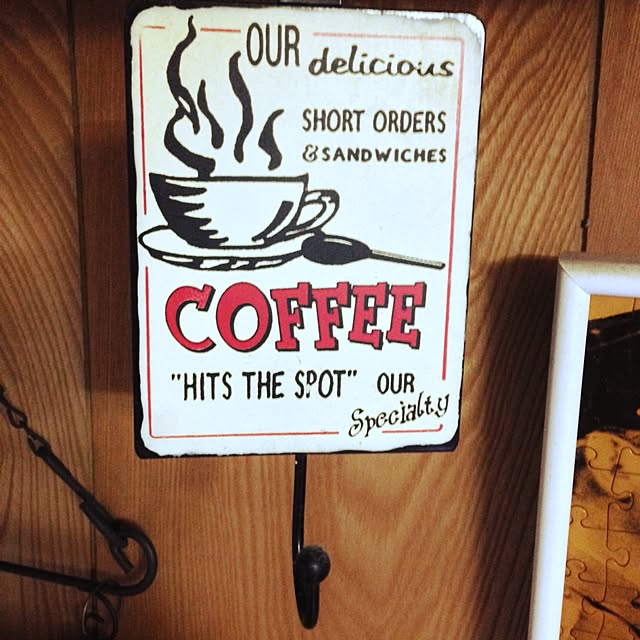 OUR delicious
SHORT ORDERS
& SANDWICHES
COFFEE
"HITS THE SPOT" OUR
Specialty